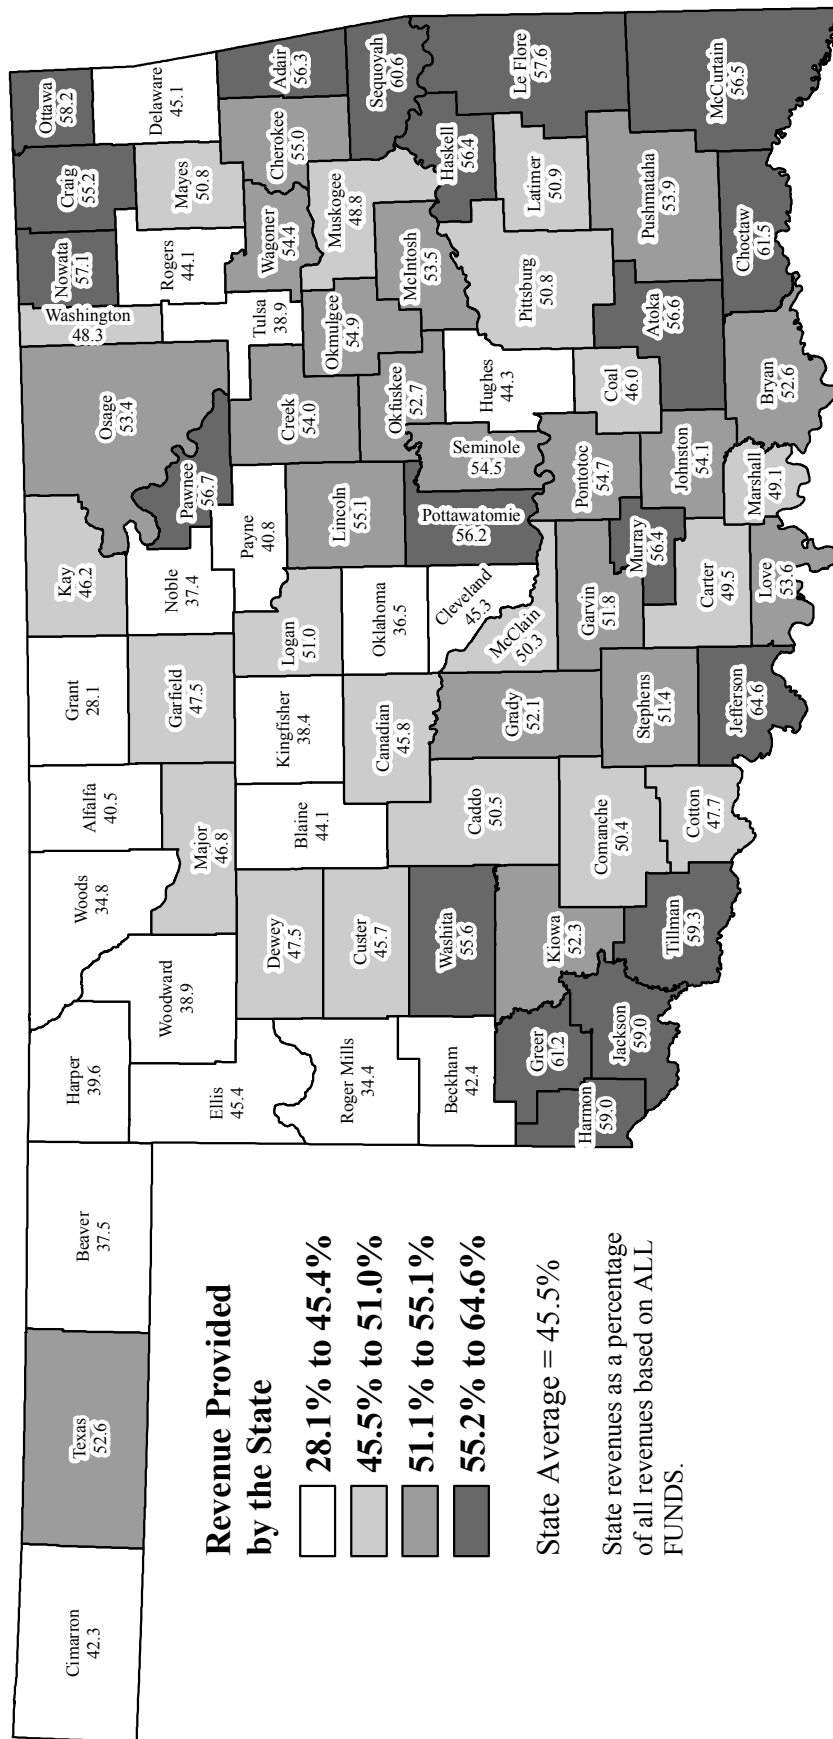 Cimarron
42.3
Texas
52.6
Beaver
37.5
Harper
39.6
Woods
34.8
Alfalfa
40.5
Grant
28.1
Kay
46.2
Osage
53.4
Washington
48.3
Nowata
57.1
Craig
55.2
Ottawa
58.2
Ellis
45.4
Woodward
38.9
Major
46.8
Garfield
47.5
Noble
37.4
Pawnee
56.7
Rogers
44.1
Mayes
50.8
Delaware
45.1
Roger Mills
34.4
Dewey
47.5
Blaine
44.1
Kingfisher
38.4
Logan
51.0
Payne
40.8
Creek
54.0
Tulsa
38.9
Wagoner
54.4
Cherokee
55.0
Adair
56.3
Custer
45.7
Canadian
45.8
Oklahoma
36.5
Lincoln
55.1
Okfuskee
52.7
Okmulgee
54.9
Muskogee
48.8
Sequoyah
60.6
Beckham
42.4
Washita
55.6
Caddo
50.5
Grady
52.1
Cleveland
45.3
McClain
50.3
Pottawatomie
56.2
Seminole
54.5
Hughes
44.3
McIntosh
53.5
Haskell
56.4
Le Flore
57.6
Harmon
59.0
Greer
61.2
Kiowa
52.3
Comanche
50.4
Garvin
51.8
Pontotoc
54.7
Coal
46.0
Pittsburg
50.8
Latimer
50.9
Jackson
59.0
Tillman
59.3
Cotton
47.7
Stephens
51.4
Murray
56.4
Johnston
54.1
Atoka
56.6
Pushmataha
53.9
McCurtain
56.5
Jefferson
64.6
Carter
49.5
Love
53.6
Marshall
49.1
Bryan
52.6
Choctaw
61.5
Revenue Provided
by the State
28.1% to 45.4%
45.5% to 51.0%
51.1% to 55.1%
55.2% to 64.6%
State Average = 45.5%
State revenues as a percentage
of all revenues based on ALL
FUNDS.